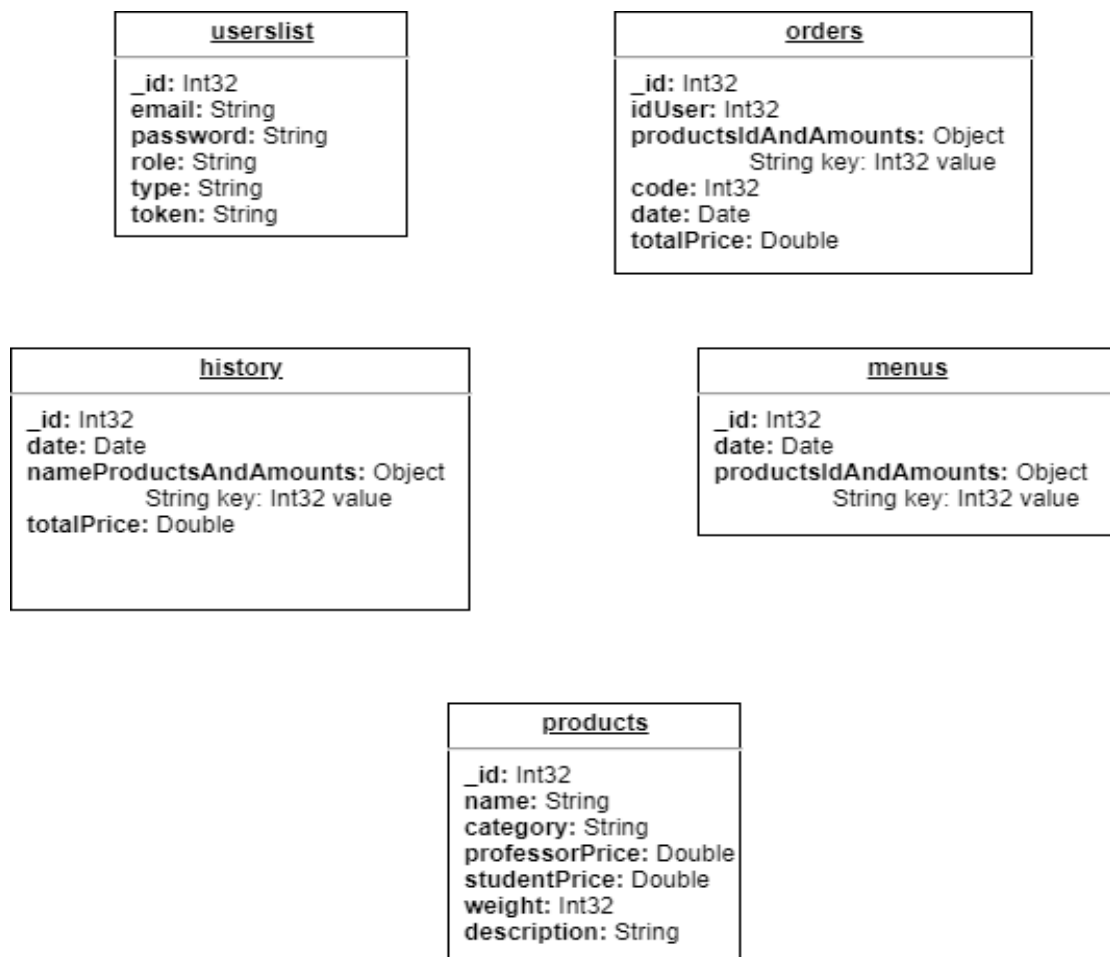 userslist
_id: Int32
email: String
password: String
role: String
type: String
token: String
orders
_id: Int32
idUser: Int32
productsIdAndAmounts: Object
String key: Int32 value
code: Int32
date: Date
totalPrice: Double
history
_id: Int32
date: Date
nameProductsAndAmounts: Object
String key: Int32 value
totalPrice: Double
menus
_id: Int32
date: Date
productsIdAndAmounts: Object
String key: Int32 value
products
_id: Int32
name: String
category: String
professorPrice: Double
studentPrice: Double
weight: Int32
description: String